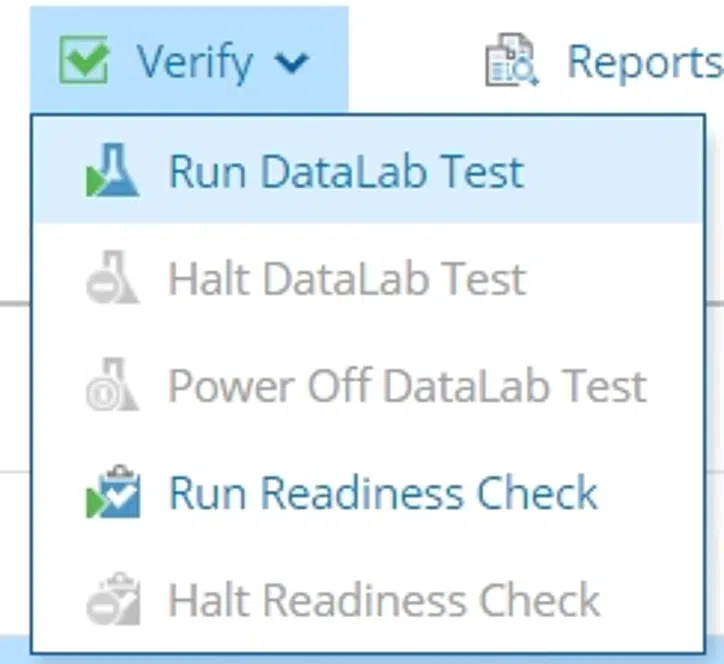 Verify
Reports
Run DataLab Test
Halt DataLab Test
Power Off DataLab Test
Run Readiness Check
Halt Readiness Check